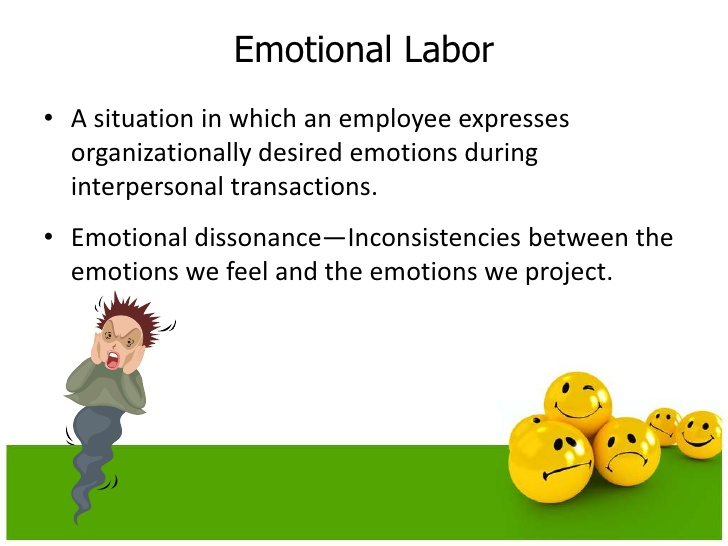 Emotional Labor
• A situation in which an employee expresses
organizationally desired emotions during
interpersonal transactions.
• Emotional dissonance—Inconsistencies between the
emotions we feel and the emotions we project.